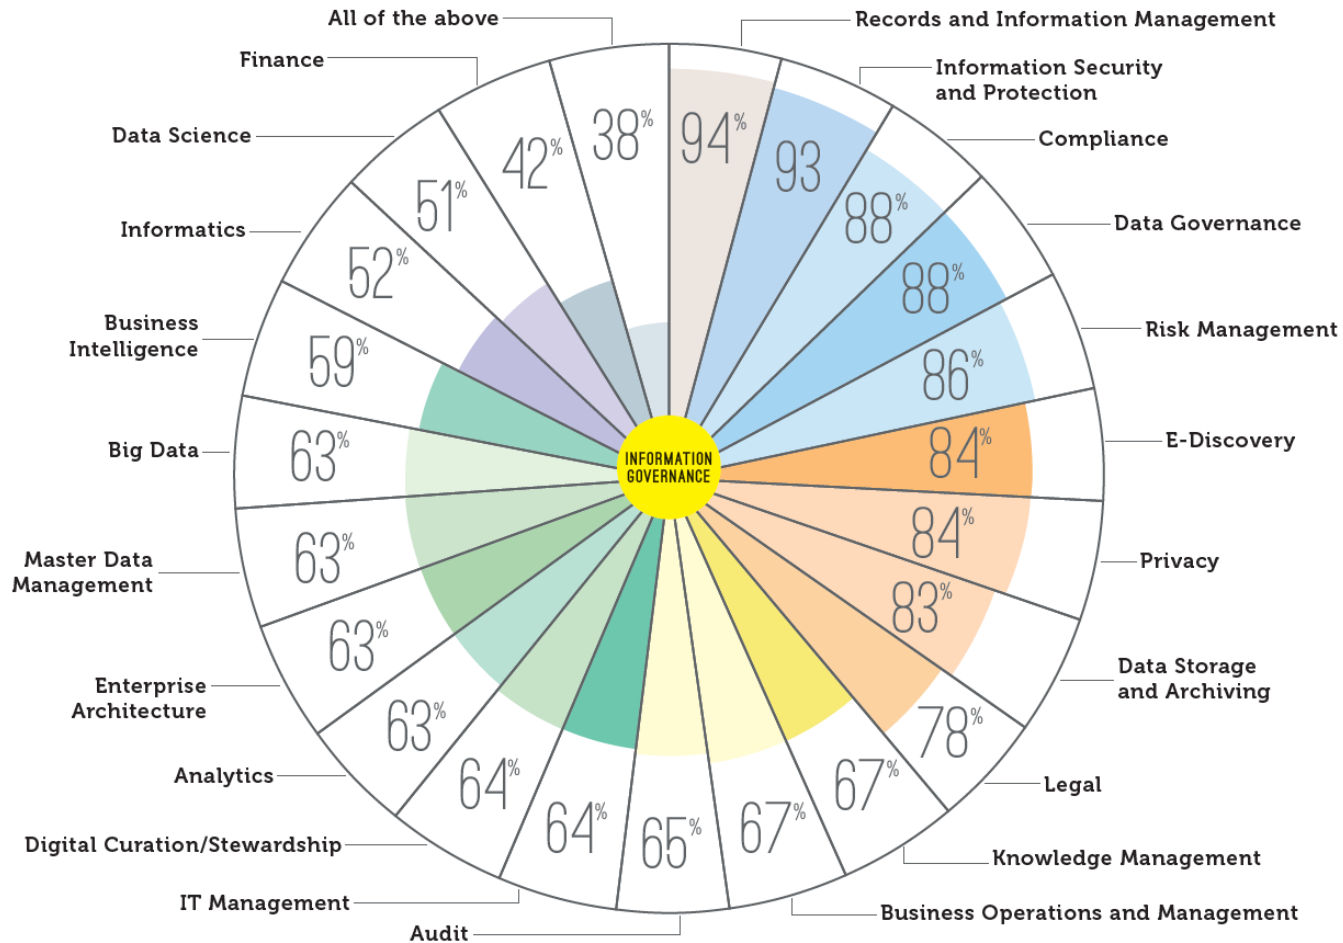 All of the above
Records and Information Management
Finance
Information Security
and Protection
Data Science
Compliance
Informatics
Data Governance
Business
Intelligence
Risk Management
Big Data
E-Discovery
Master Data
Management
Privacy
Enterprise
Architecture
Data Storage
and Archiving
Analytics
Legal
Digital Curation/Stewardship
Knowledge Management
IT Management
Business Operations and Management
Audit
94%
93
88%
88%
86%
84%
84%
83%
78%
67%
67%
65%
64%
64%
63%
63%
63%
63%
59%
52%
51%
42%
38%
INFORMATION
GOVERNANCE